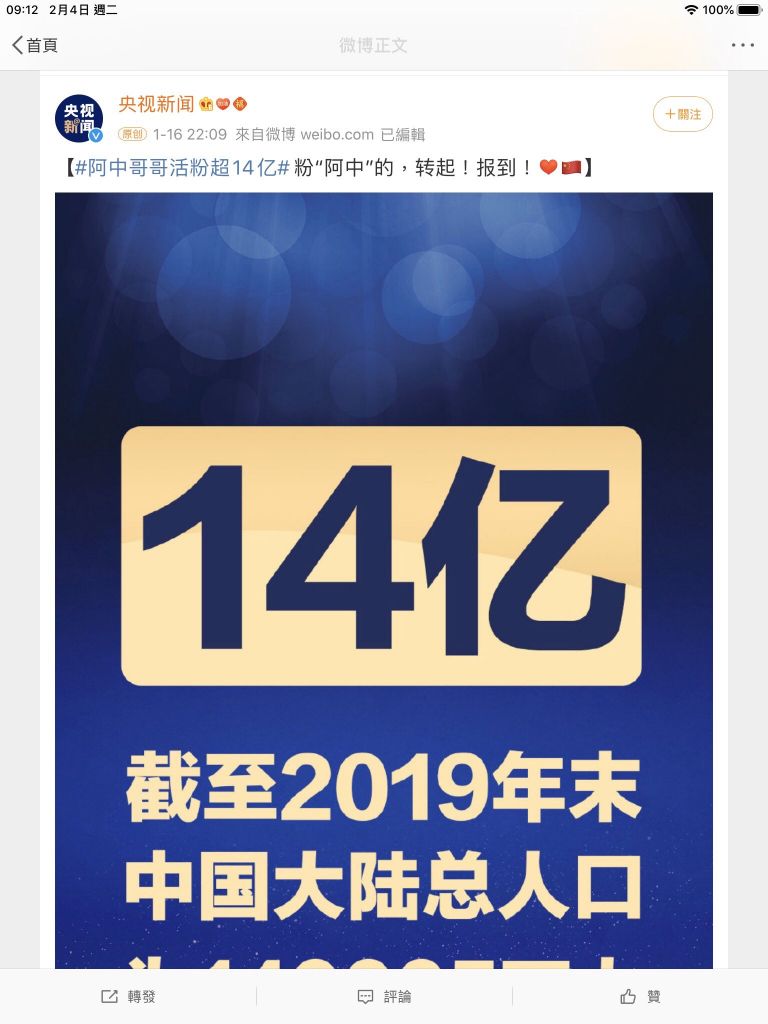 09:12 2月4日 週二 100%
首頁 微博正文
央视新闻 加油 福 +關注
央视新闻
原创 1-16 22:09 來自微博 weibo.com 已編輯
【#阿中哥哥活粉超14亿# 粉“阿中”的，转起！报到！❤️🇨🇳】
14亿
截至2019年末
中国大陆总人口
轉發 評論 贊